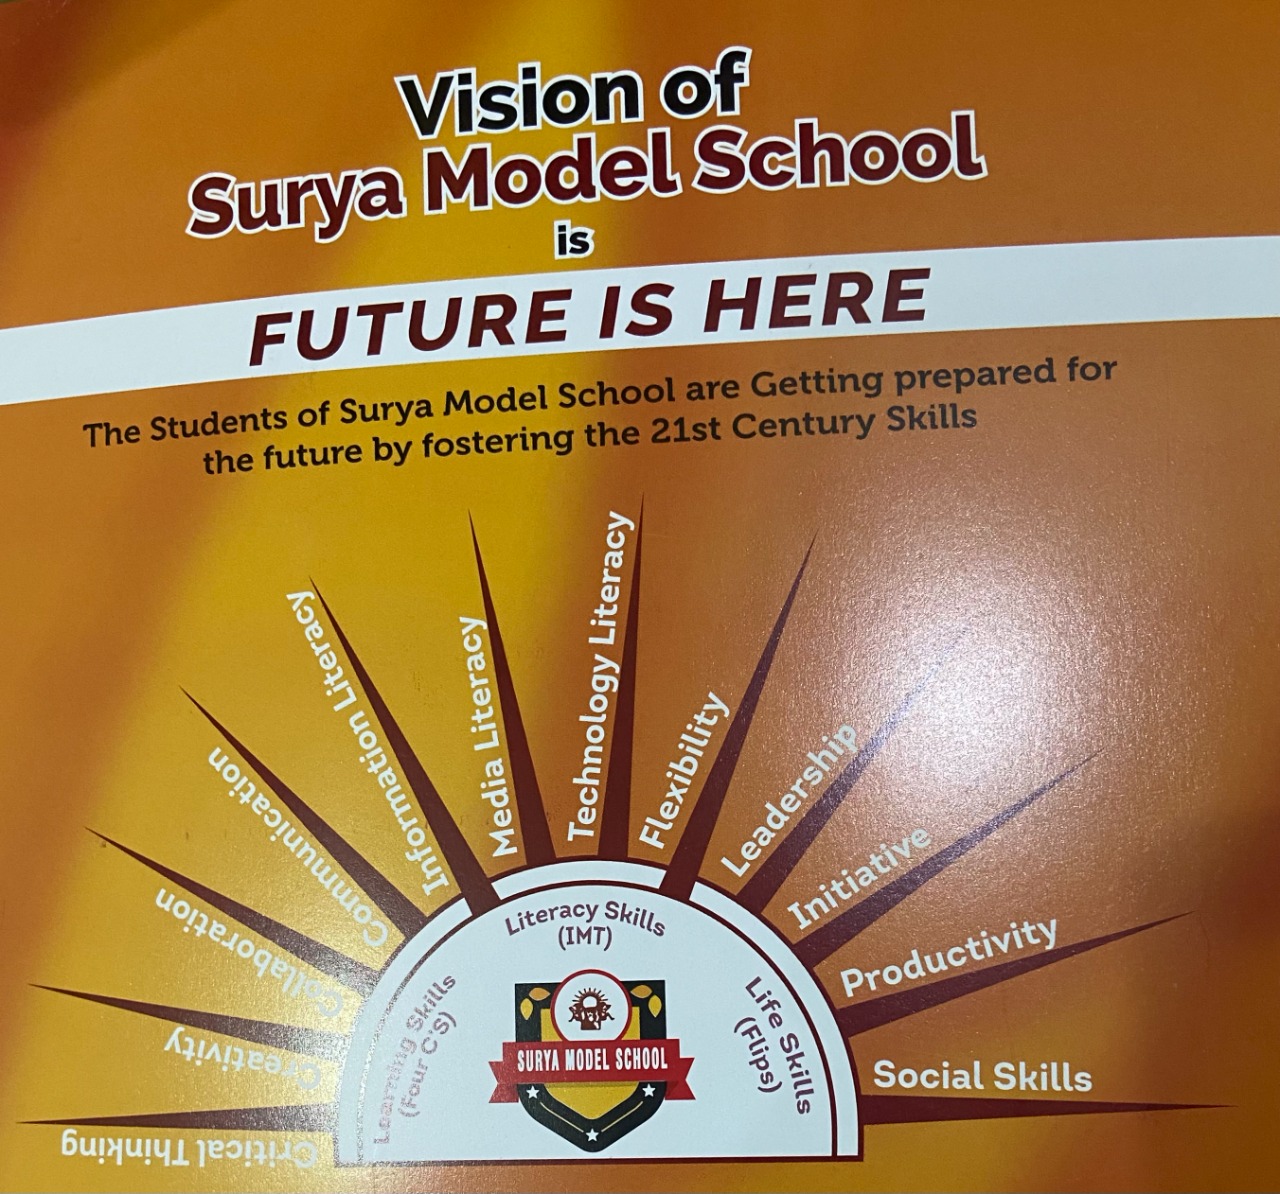 Vision of
Surya Model School
is
FUTURE IS HERE
The Students of Surya Model School are Getting prepared for
the future by fostering the 21st Century Skills
Critical Thinking
Creativity
Collaboration
Communication
Information Literacy
Media Literacy
Technology Literacy
Flexibility
Leadership
Initiative
Productivity
Social Skills
Learning Skills
(Four C'S)
Literacy Skills
(IMT)
Life Skills
(Flips)
SURYA MODEL SCHOOL